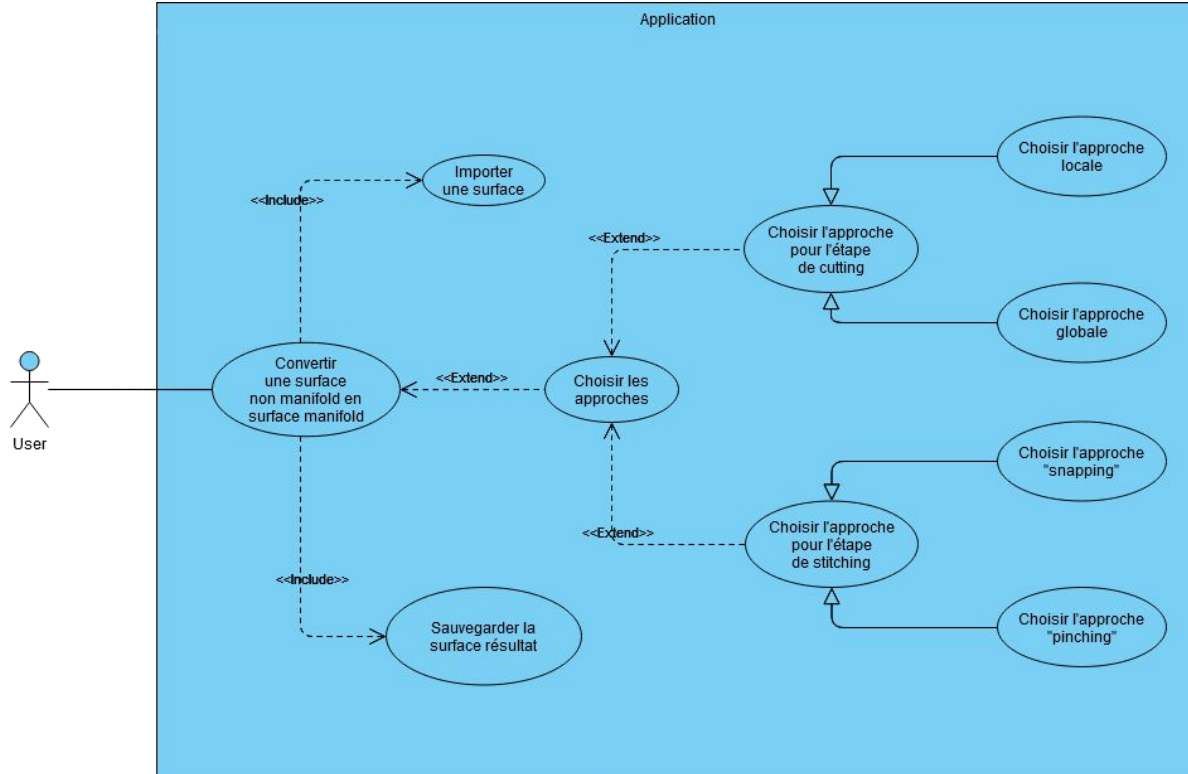 Application
Choisir l'approche
locale
Importer
une surface
<<Include>>
Choisir l'approche
pour l'étape
de cutting
<<Extend>>
Choisir l'approche
globale
Convertir
une surface
non manifold en
surface manifold
<<Extend>>
Choisir les
approches
User
Choisir l'approche
"snapping"
Choisir l'approche
pour l'étape
de stitching
<<Extend>>
<<Include>>
Sauvegarder la
surface résultat
Choisir l'approche
"pinching"